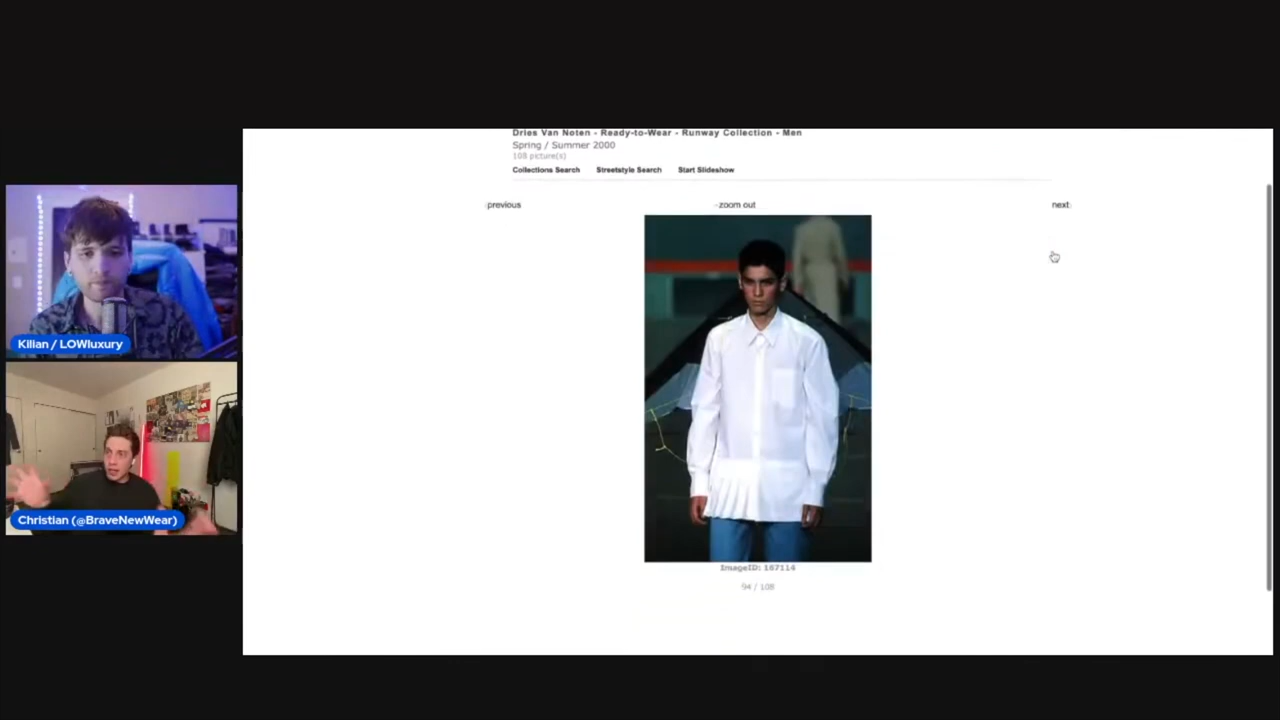 Dries Van Noten - Ready-to-Wear - Runway Collection - Men
Spring / Summer 2000
108 picture(s)
Collections Search Streetstyle Search Start Slideshow
previous zoom out next
Kilian / LOWluxury
Christian (@BraveNewWear)
ImageID: 187114
94 / 108